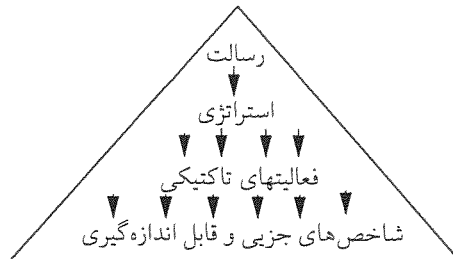 رسالت
استراتژی
فعالیتهای تاکتیکی
شاخص‌های جزیی و قابل اندازه‌گیری